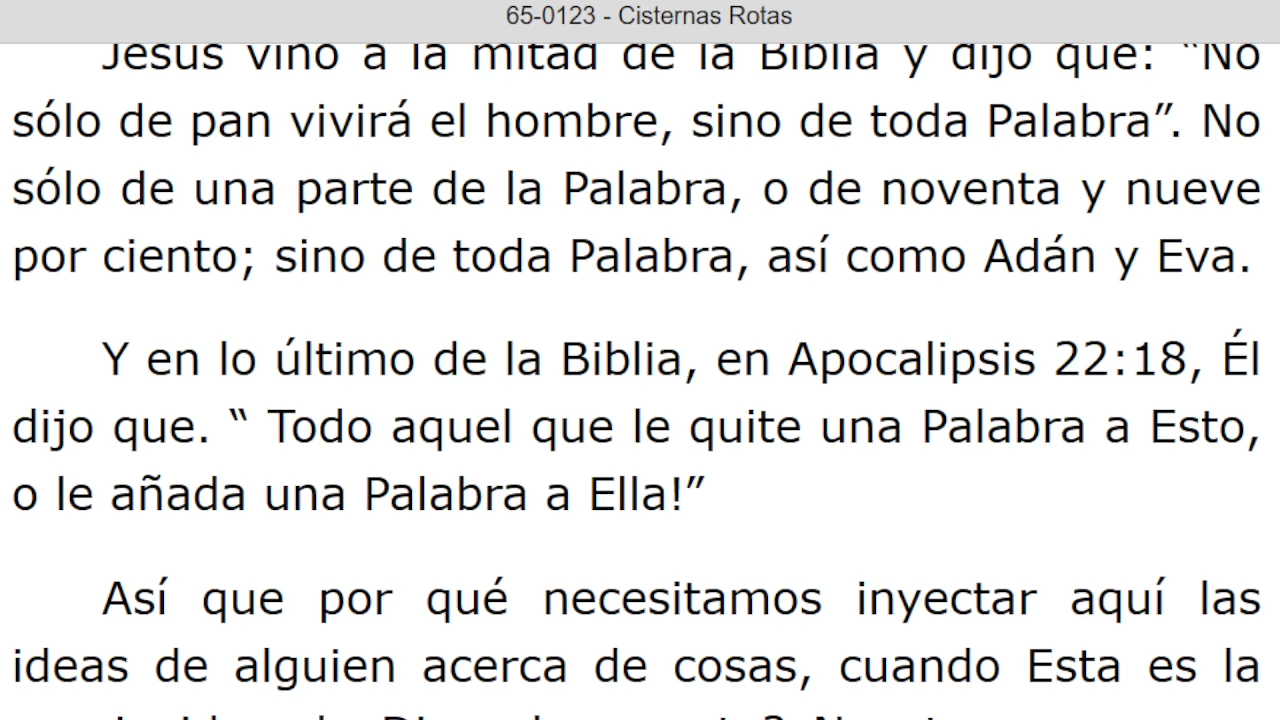 65-0123 - Cisternas Rotas
Jesús vino a la mitad de la Biblia y dijo que: “No
sólo de pan vivirá el hombre, sino de toda Palabra”. No
sólo de una parte de la Palabra, o de noventa y nueve
por ciento; sino de toda Palabra, así como Adán y Eva.
Y en lo último de la Biblia, en Apocalipsis 22:18, Él
dijo que. “ Todo aquel que le quite una Palabra a Esto,
o le añada una Palabra a Ella!”
Así que por qué necesitamos inyectar aquí las
ideas de alguien acerca de cosas, cuando Esta es la